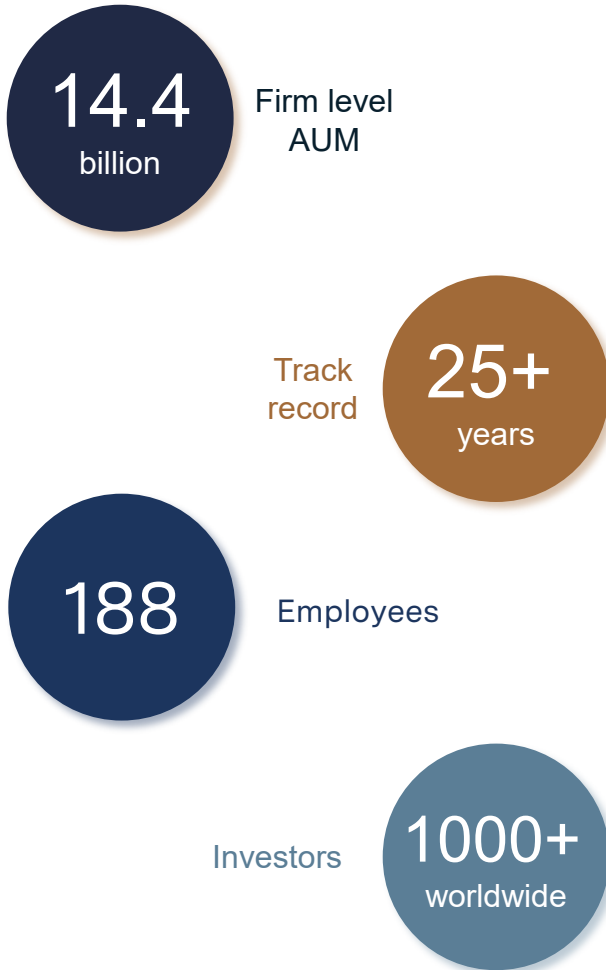 14.4
billion
Firm level
AUM
Track
record
25+
years
188
Employees
Investors
1000+
worldwide